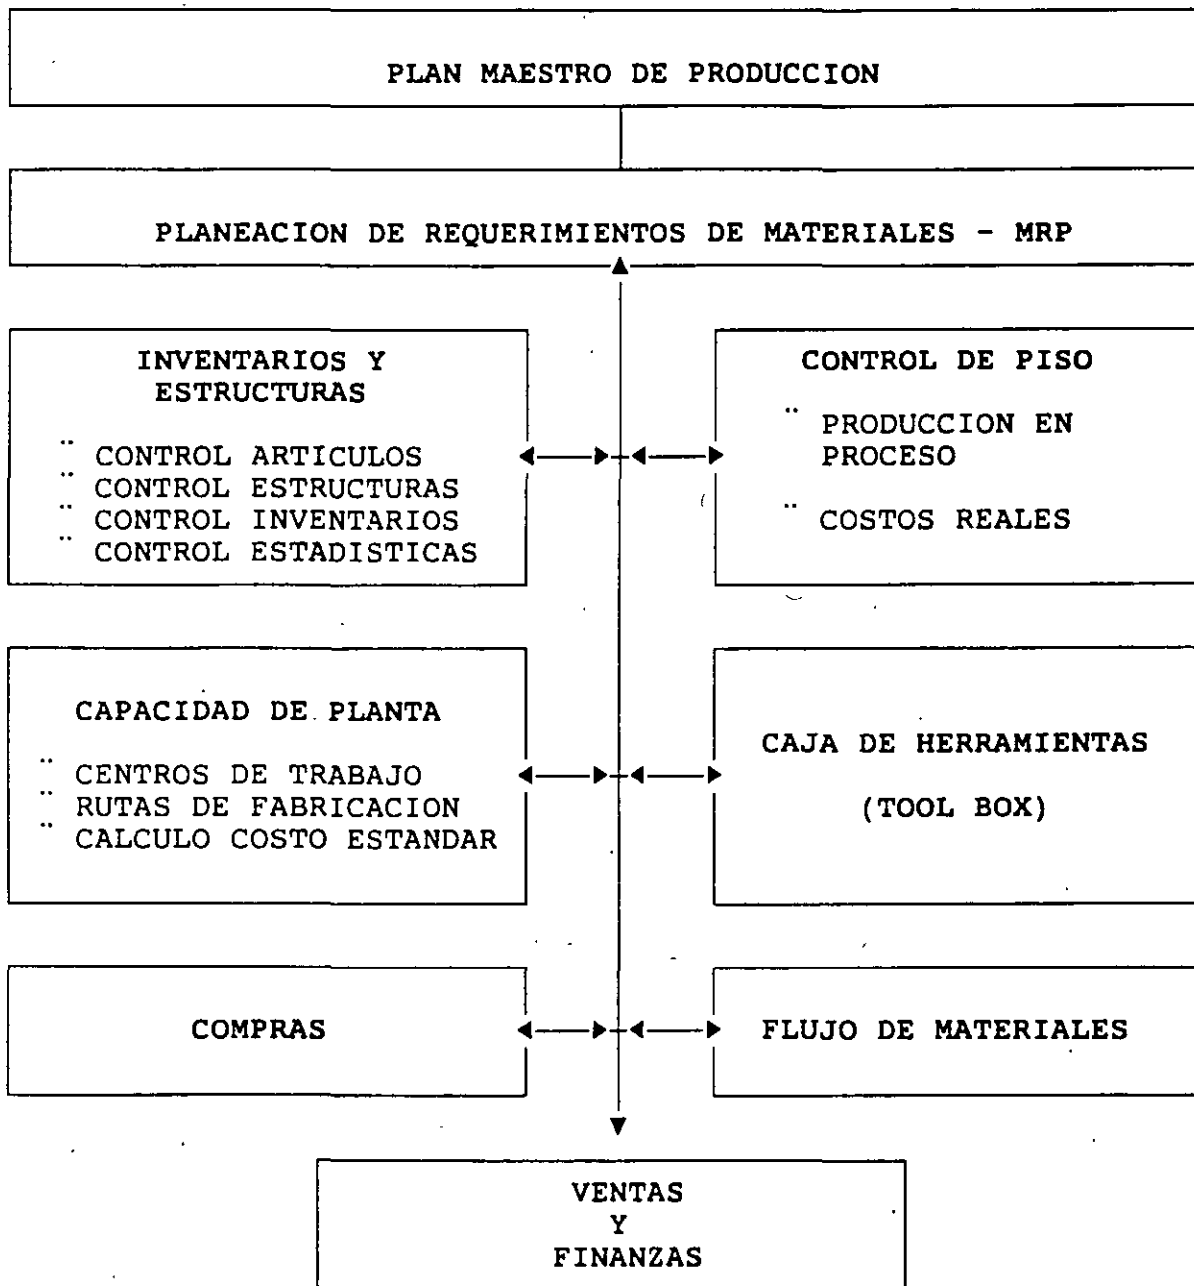 PLAN MAESTRO DE PRODUCCION
PLANEACION DE REQUERIMIENTOS DE MATERIALES - MRP
INVENTARIOS Y
ESTRUCTURAS
¨ CONTROL ARTICULOS
¨ CONTROL ESTRUCTURAS
¨ CONTROL INVENTARIOS
¨ CONTROL ESTADISTICAS
CONTROL DE PISO
¨ PRODUCCION EN
PROCESO
¨ COSTOS REALES
CAPACIDAD DE PLANTA
¨ CENTROS DE TRABAJO
¨ RUTAS DE FABRICACION
¨ CALCULO COSTO ESTANDAR
CAJA DE HERRAMIENTAS
(TOOL BOX)
COMPRAS
FLUJO DE MATERIALES
VENTAS
Y
FINANZAS